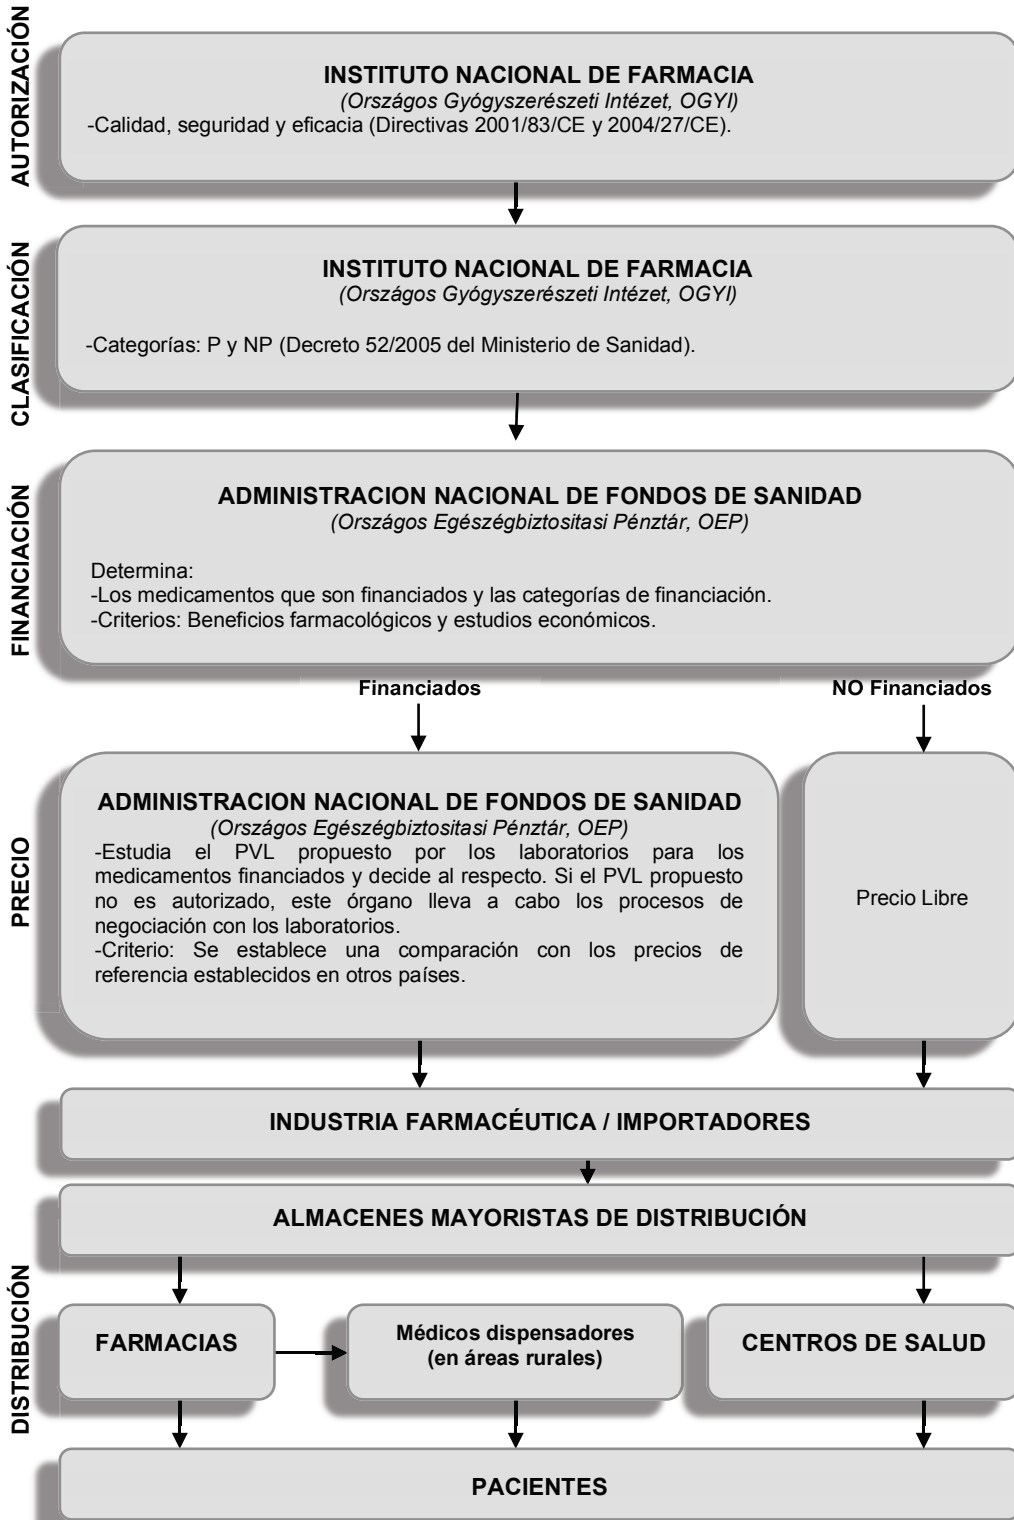 AUTORIZACIÓN
INSTITUTO NACIONAL DE FARMACIA
(Országos Gyógyszerészeti Intézet, OGYI)
-Calidad, seguridad y eficacia (Directivas 2001/83/CE y 2004/27/CE).
CLASIFICACIÓN
INSTITUTO NACIONAL DE FARMACIA
(Országos Gyógyszerészeti Intézet, OGYI)
-Categorías: P y NP (Decreto 52/2005 del Ministerio de Sanidad).
FINANCIACIÓN
ADMINISTRACION NACIONAL DE FONDOS DE SANIDAD
(Országos Egészégbiztositasi Pénztár, OEP)
Determina:
-Los medicamentos que son financiados y las categorías de financiación.
-Criterios: Beneficios farmacológicos y estudios económicos.
Financiados
NO Financiados
PRECIO
ADMINISTRACION NACIONAL DE FONDOS DE SANIDAD
(Országos Egészégbiztositasi Pénztár, OEP)
-Estudia el PVL propuesto por los laboratorios para los
medicamentos financiados y decide al respecto. Si el PVL propuesto
no es autorizado, este órgano lleva a cabo los procesos de
negociación con los laboratorios.
-Criterio: Se establece una comparación con los precios de
referencia establecidos en otros países.
Precio Libre
INDUSTRIA FARMACÉUTICA / IMPORTADORES
ALMACENES MAYORISTAS DE DISTRIBUCIÓN
DISTRIBUCIÓN
FARMACIAS
Médicos dispensadores
(en áreas rurales)
CENTROS DE SALUD
PACIENTES